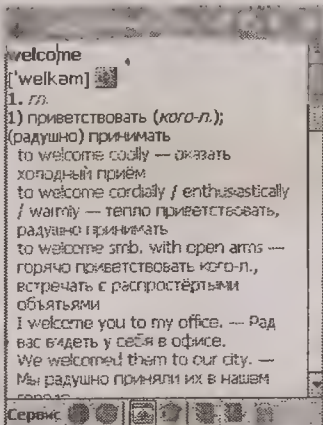 welcome
['welkəm]
1. гл.
1) приветствовать (кого-л.);
(радушно) принимать
to welcome coolly — оказать
холодный приём
to welcome cordially / enthusiastically
/ warmly — тепло приветствовать,
радушно принимать
to welcome smb. with open arms —
горячо приветствовать кого-л.,
встречать с распростёртыми
объятьями
I welcome you to my office. — Рад
вас видеть у себя в офисе.
We welcomed them to our city. —
Мы радушно приняли их в нашем
Сервис